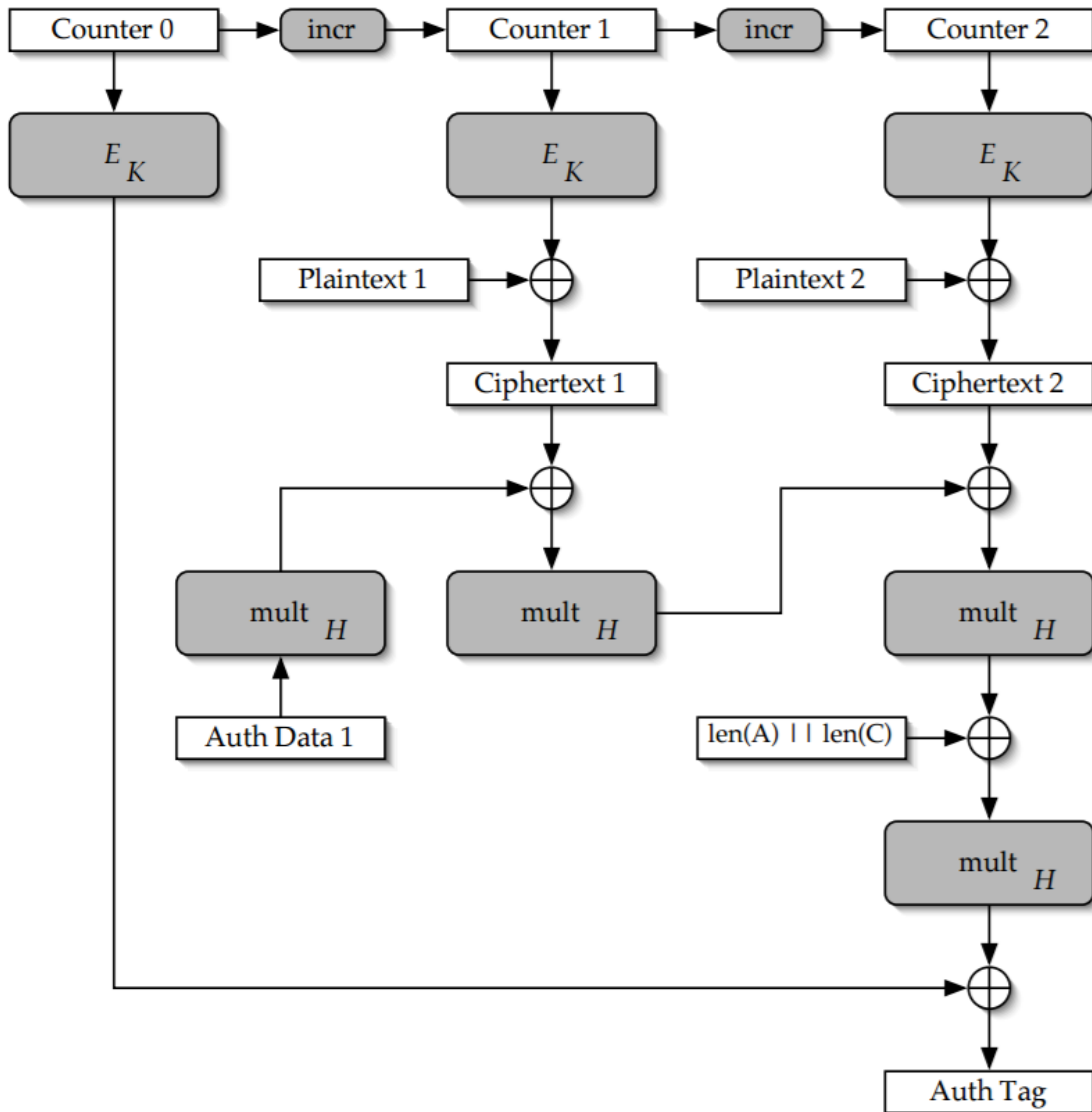 Counter 0
incr
Counter 1
incr
Counter 2
E K
E K
E K
Plaintext 1
Plaintext 2
Ciphertext 1
Ciphertext 2
mult H
mult H
mult H
Auth Data 1
len(A) | | len(C)
mult H
Auth Tag